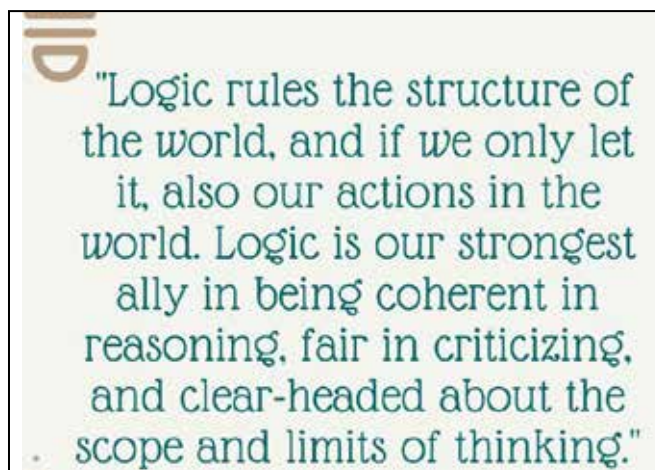 "Logic rules the structure of
the world, and if we only let
it, also our actions in the
world. Logic is our strongest
ally in being coherent in
reasoning, fair in criticizing,
and clear-headed about the
scope and limits of thinking."